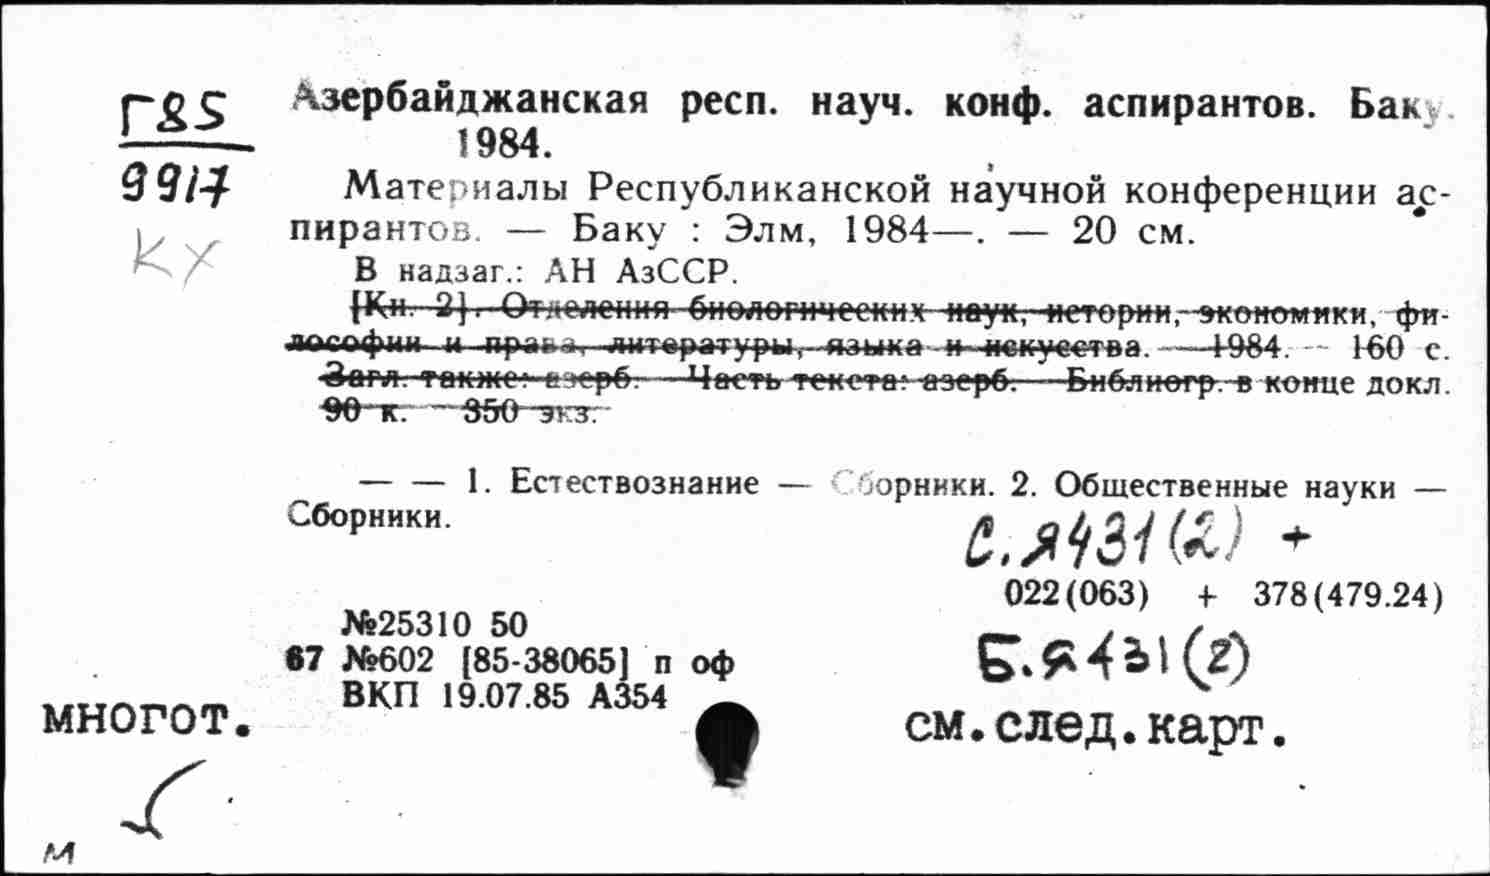 Г85
9917
КХ
Азербайджанская респ. науч. конф. аспирантов. Баку.
1984.
Материалы Республиканской научной конференции ас-
пирантов. — Баку : Элм, 1984—. — 20 см.
В надзаг.: АН АзССР.
[Кн. 2]. Отделения биологических наук, истории, экономики, фи-
лософии и права, литературы, языка и искусства. — 1984. — 160 с.
Загл. также: азерб. — Часть текста: азерб. — Библиогр. в конце докл.
90 к. 350 экз.
— — 1. Естествознание — Сборники. 2. Общественные науки —
Сборники.
С.Я431(2) +
022(063) + 378(479.24)
№25310 50
67 №602 [85-38065] п оф
ВКП 19.07.85 А354
Б.Я431(2)
многот.
см.след.карт.
м